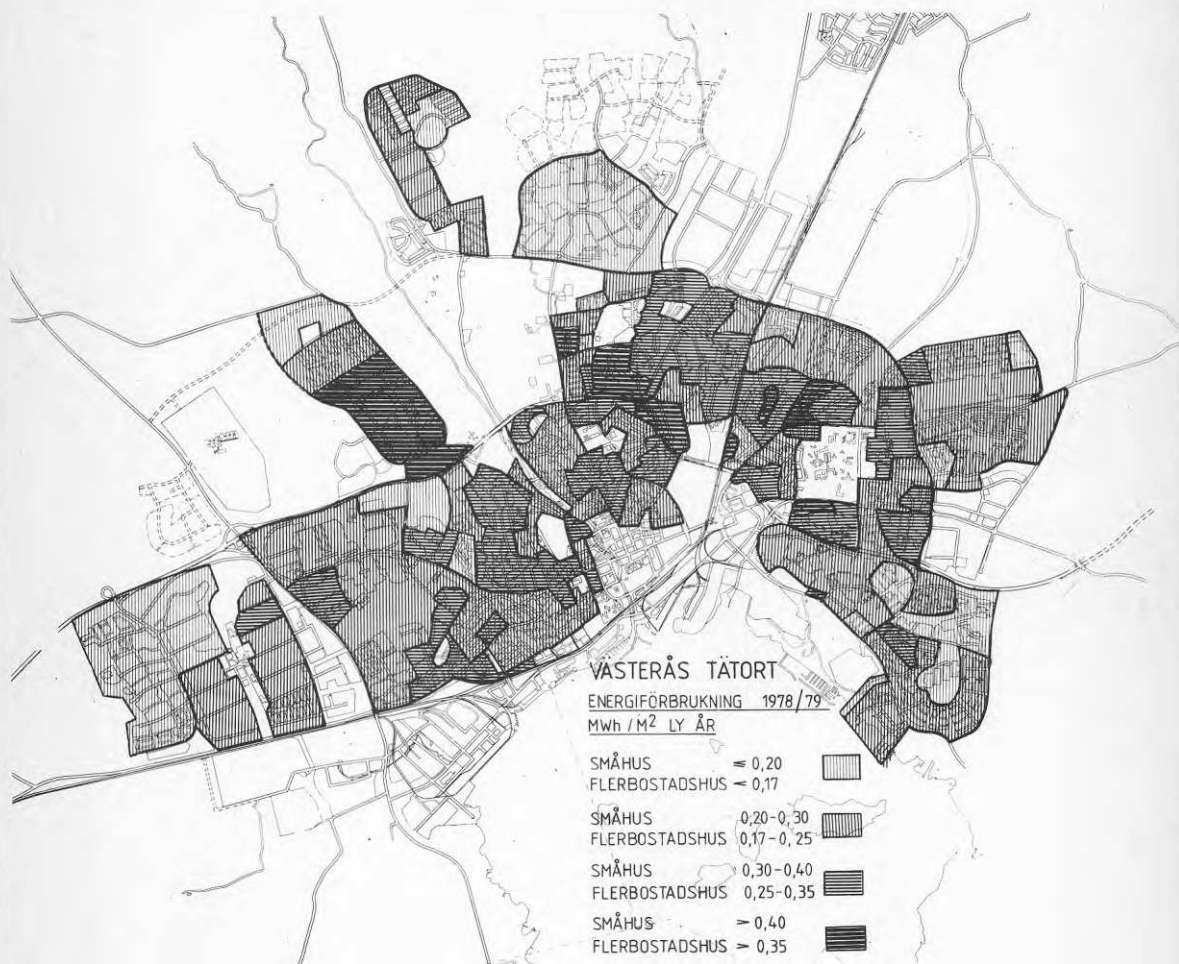 VÄSTERÅS TÄTORT
ENERGIFÖRBRUKNING 1978/79
MWh/M² LY ÅR
SMÅHUS ≤ 0,20
FLERBOSTADSHUS < 0,17
SMÅHUS 0,20-0,30
FLERBOSTADSHUS 0,17-0,25
SMÅHUS 0,30-0,40
FLERBOSTADSHUS 0,25-0,35
SMÅHUS > 0,40
FLERBOSTADSHUS > 0,35